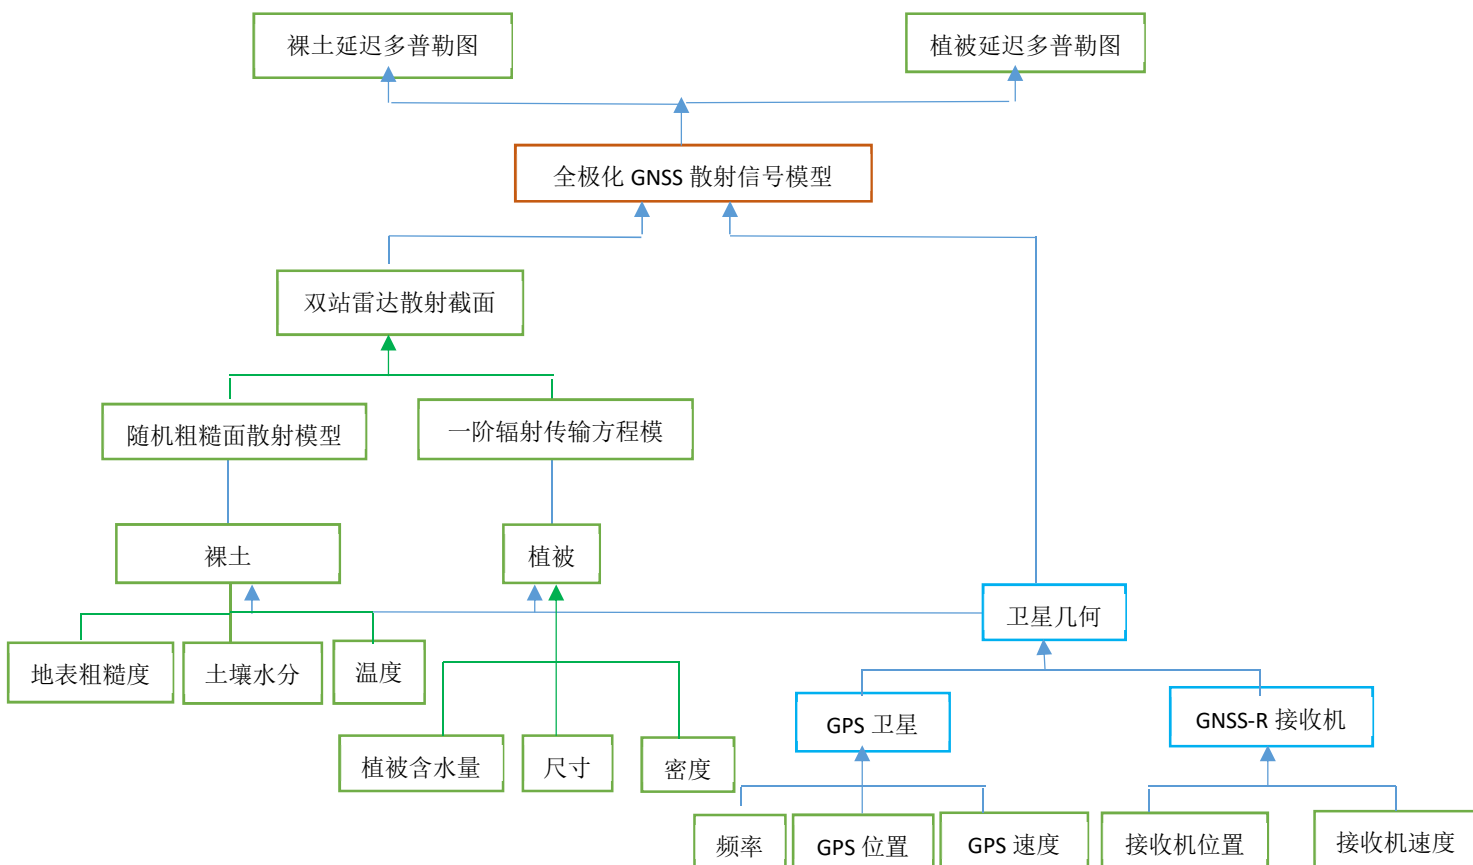 裸土延迟多普勒图
植被延迟多普勒图
全极化 GNSS 散射信号模型
双站雷达散射截面
随机粗糙面散射模型
一阶辐射传输方程模
裸土
植被
卫星几何
地表粗糙度
土壤水分
温度
GPS 卫星
GNSS-R 接收机
植被含水量
尺寸
密度
频率
GPS 位置
GPS 速度
接收机位置
接收机速度